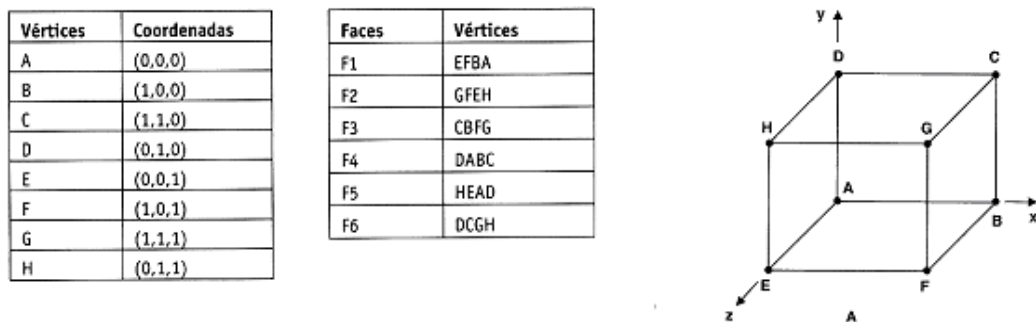 Vértices Coordenadas
A (0,0,0)
B (1,0,0)
C (1,1,0)
D (0,1,0)
E (0,0,1)
F (1,0,1)
G (1,1,1)
H (0,1,1)
Faces Vértices
F1 EFBA
F2 GFEH
F3 CBFG
F4 DABC
F5 HEAD
F6 DCGH
y
D C
H G
A
B x
E F
z
A